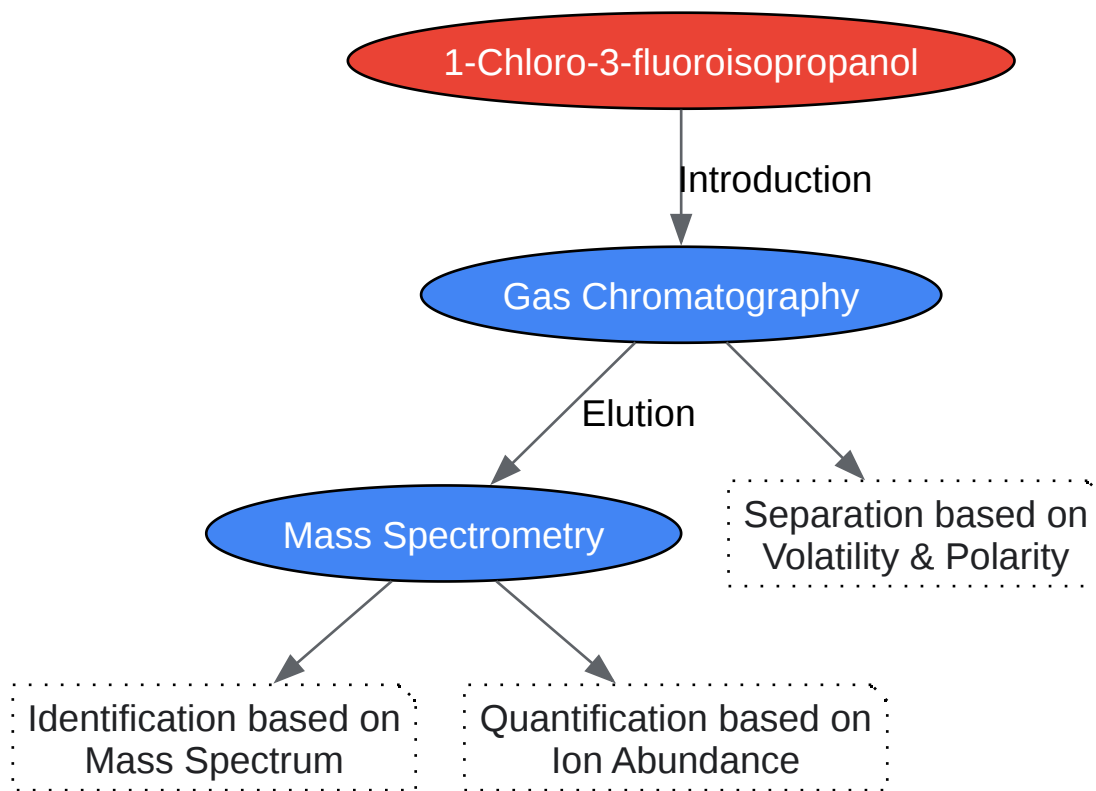 1-Chloro-3-fluoroisopropanol
Introduction
Gas Chromatography
Elution
Separation based on
Volatility & Polarity
Mass Spectrometry
Identification based on
Mass Spectrum
Quantification based on
Ion Abundance